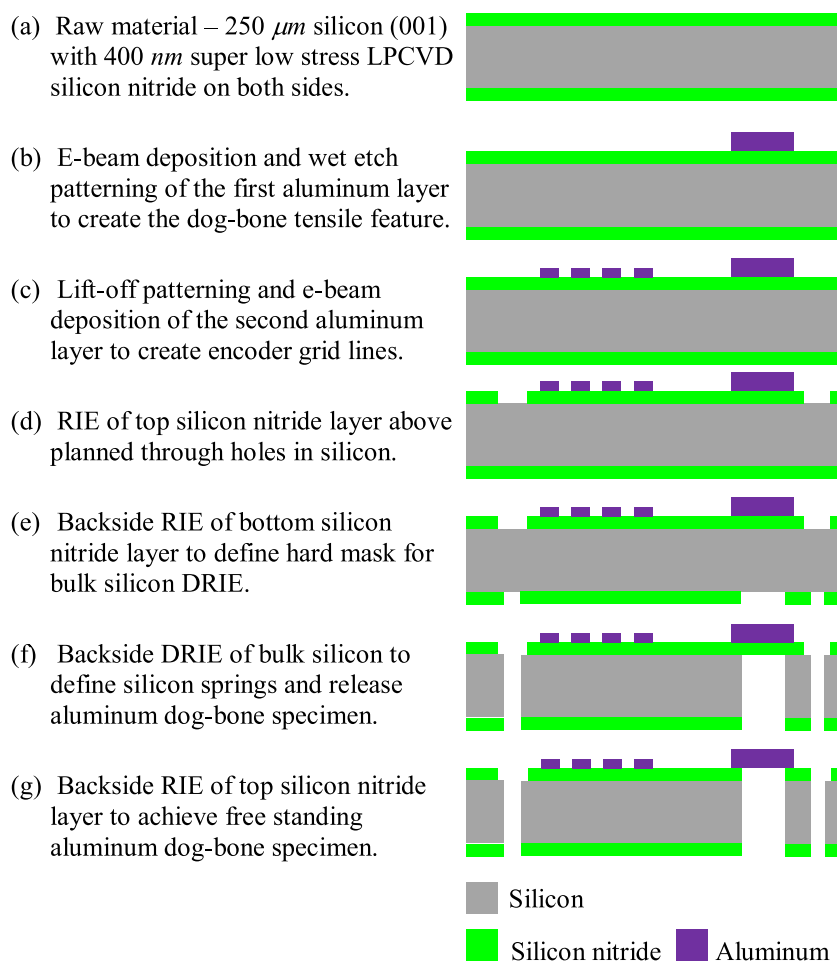 (a) Raw material – 250 μm silicon (001)
with 400 nm super low stress LPCVD
silicon nitride on both sides.
(b) E-beam deposition and wet etch
patterning of the first aluminum layer
to create the dog-bone tensile feature.
(c) Lift-off patterning and e-beam
deposition of the second aluminum
layer to create encoder grid lines.
(d) RIE of top silicon nitride layer above
planned through holes in silicon.
(e) Backside RIE of bottom silicon
nitride layer to define hard mask for
bulk silicon DRIE.
(f) Backside DRIE of bulk silicon to
define silicon springs and release
aluminum dog-bone specimen.
(g) Backside RIE of top silicon nitride
layer to achieve free standing
aluminum dog-bone specimen.
Silicon
Silicon nitride
Aluminum